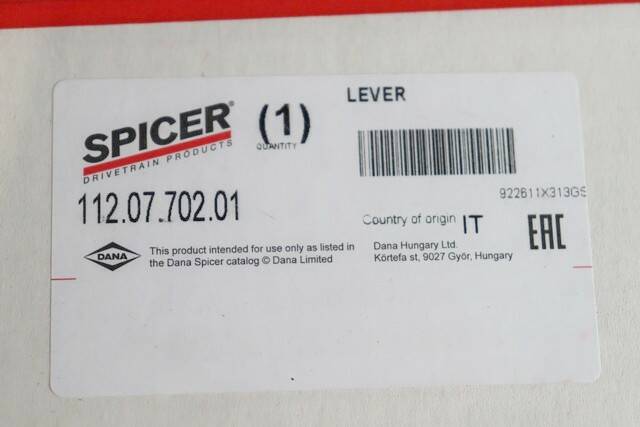 SPICER®
DRIVETRAIN PRODUCTS
(1)
QUANTITY
LEVER
922611X313GS
112.07.702.01
Country of origin IT
EAC
DANA
This product intended for use only as listed in
the Dana Spicer catalog © Dana Limited
Dana Hungary Ltd.
Körtefa st, 9027 Győr, Hungary